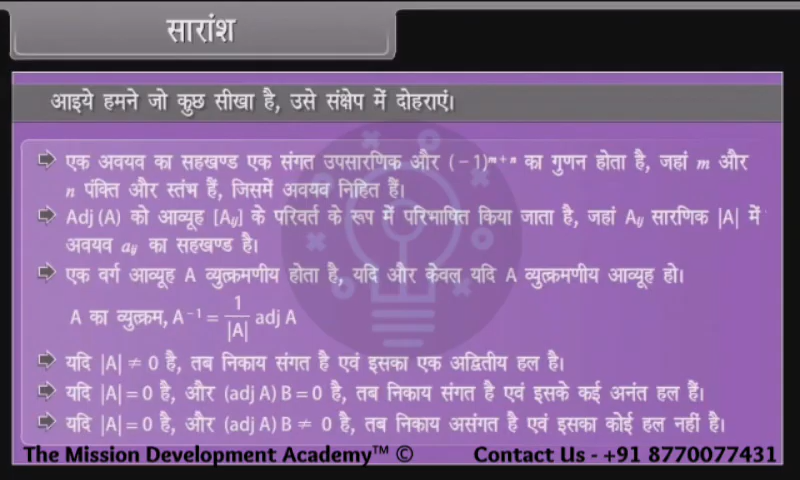 सारांश
आइये हमने जो कुछ सीखा है, उसे संक्षेप में दोहराएं।
एक अवयव का सहखण्ड एक संगत उपसारणिक और (−1)ᵐ⁺ⁿ का गुणन होता है, जहां m और
n पंक्ति और स्तंभ हैं, जिसमें अवयव निहित हैं।
Adj (A) को आव्यूह [Aᵢⱼ] के परिवर्त के रूप में परिभाषित किया जाता है, जहां Aᵢⱼ सारणिक |A| में
अवयव aᵢⱼ का सहखण्ड है।
एक वर्ग आव्यूह A व्युत्क्रमणीय होता है, यदि और केवल यदि A व्युत्क्रमणीय आव्यूह हो।
A का व्युत्क्रम, A⁻¹ = 1/|A| adj A
यदि |A| ≠ 0 है, तब निकाय संगत है एवं इसका एक अद्वितीय हल है।
यदि |A| = 0 है, और (adj A) B = 0 है, तब निकाय संगत है एवं इसके कई अनंत हल हैं।
यदि |A| = 0 है, और (adj A) B ≠ 0 है, तब निकाय असंगत है एवं इसका कोई हल नहीं है।
The Mission Development Academy™ © Contact Us - +91 8770077431